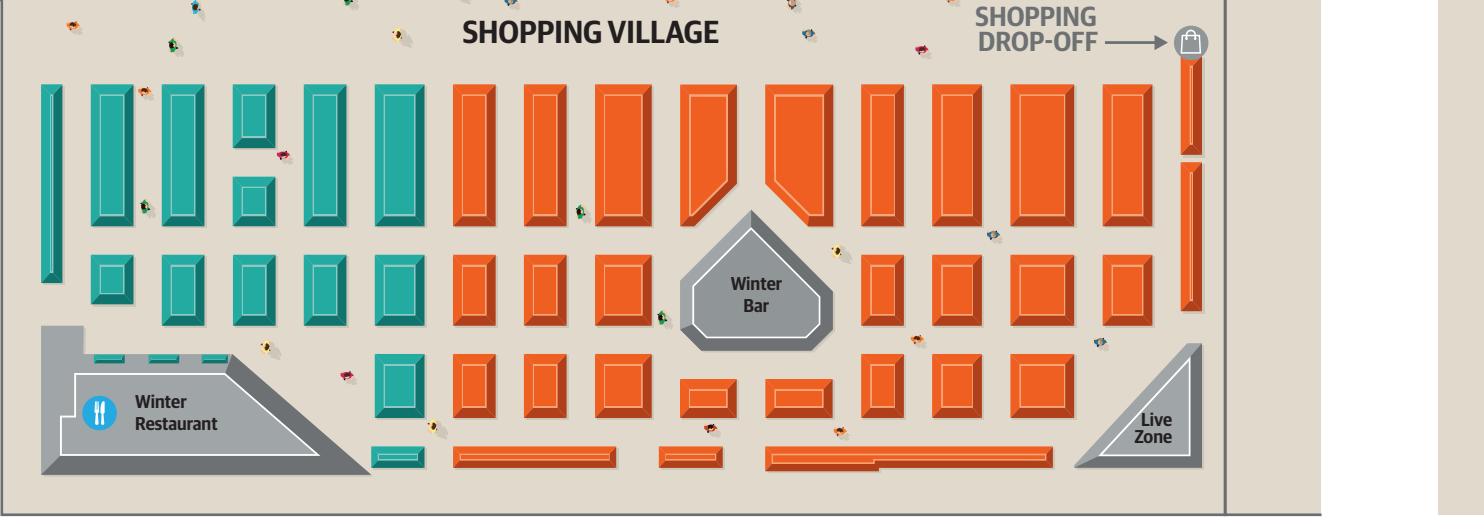 SHOPPING VILLAGE
SHOPPING
DROP-OFF
Winter
Bar
Winter
Restaurant
Live
Zone